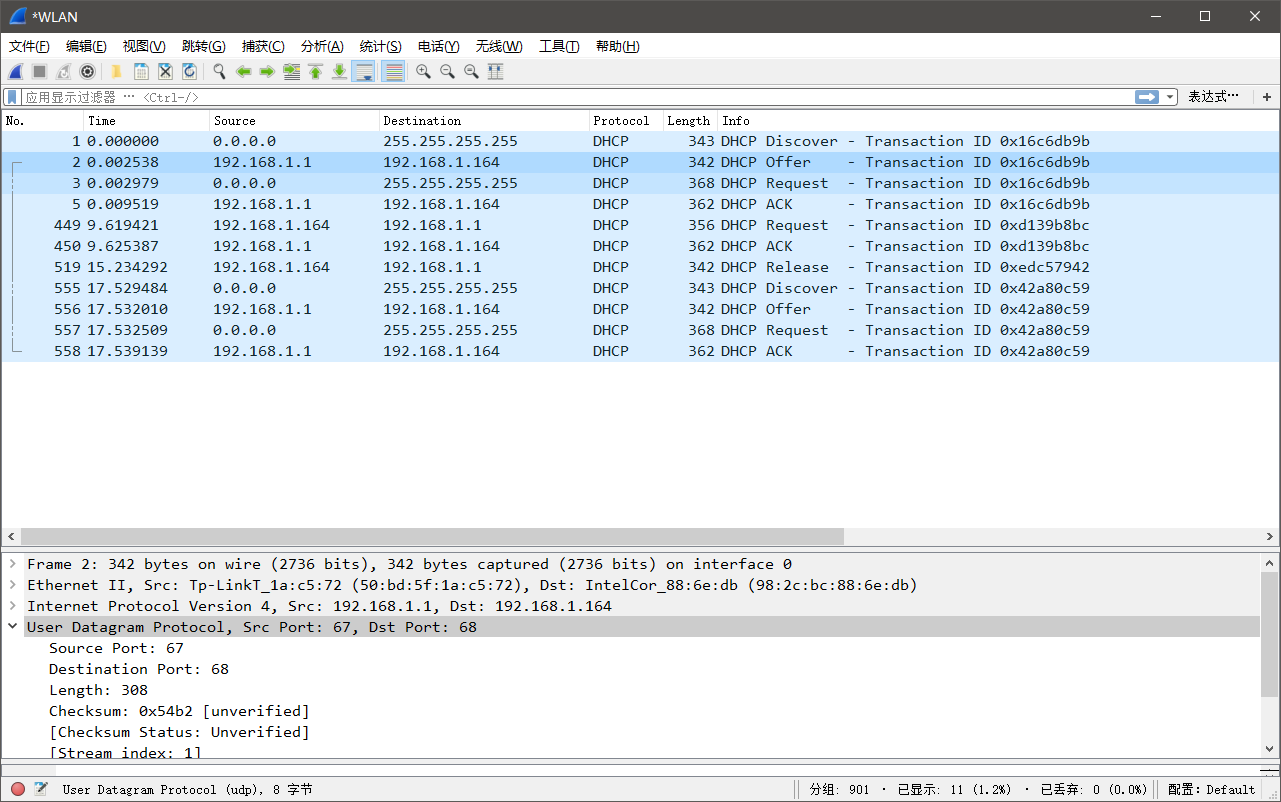 *WLAN
文件(F) 编辑(E) 视图(V) 跳转(G) 捕获(C) 分析(A) 统计(S) 电话(Y) 无线(W) 工具(T) 帮助(H)
应用显示过滤器 … <Ctrl-/> 表达式… +
No. Time Source Destination Protocol Length Info
1 0.000000 0.0.0.0 255.255.255.255 DHCP 343 DHCP Discover - Transaction ID 0x16c6db9b
2 0.002538 192.168.1.1 192.168.1.164 DHCP 342 DHCP Offer - Transaction ID 0x16c6db9b
3 0.002979 0.0.0.0 255.255.255.255 DHCP 368 DHCP Request - Transaction ID 0x16c6db9b
5 0.009519 192.168.1.1 192.168.1.164 DHCP 362 DHCP ACK - Transaction ID 0x16c6db9b
449 9.619421 192.168.1.164 192.168.1.1 DHCP 356 DHCP Request - Transaction ID 0xd139b8bc
450 9.625387 192.168.1.1 192.168.1.164 DHCP 362 DHCP ACK - Transaction ID 0xd139b8bc
519 15.234292 192.168.1.164 192.168.1.1 DHCP 342 DHCP Release - Transaction ID 0xedc57942
555 17.529484 0.0.0.0 255.255.255.255 DHCP 343 DHCP Discover - Transaction ID 0x42a80c59
556 17.532010 192.168.1.1 192.168.1.164 DHCP 342 DHCP Offer - Transaction ID 0x42a80c59
557 17.532509 0.0.0.0 255.255.255.255 DHCP 368 DHCP Request - Transaction ID 0x42a80c59
558 17.539139 192.168.1.1 192.168.1.164 DHCP 362 DHCP ACK - Transaction ID 0x42a80c59
Frame 2: 342 bytes on wire (2736 bits), 342 bytes captured (2736 bits) on interface 0
Ethernet II, Src: Tp-LinkT_1a:c5:72 (50:bd:5f:1a:c5:72), Dst: IntelCor_88:6e:db (98:2c:bc:88:6e:db)
Internet Protocol Version 4, Src: 192.168.1.1, Dst: 192.168.1.164
User Datagram Protocol, Src Port: 67, Dst Port: 68
Source Port: 67
Destination Port: 68
Length: 308
Checksum: 0x54b2 [unverified]
[Checksum Status: Unverified]
[Stream index: 1]
User Datagram Protocol (udp), 8 字节 分组: 901 · 已显示: 11 (1.2%) · 已丢弃: 0 (0.0%) 配置: Default